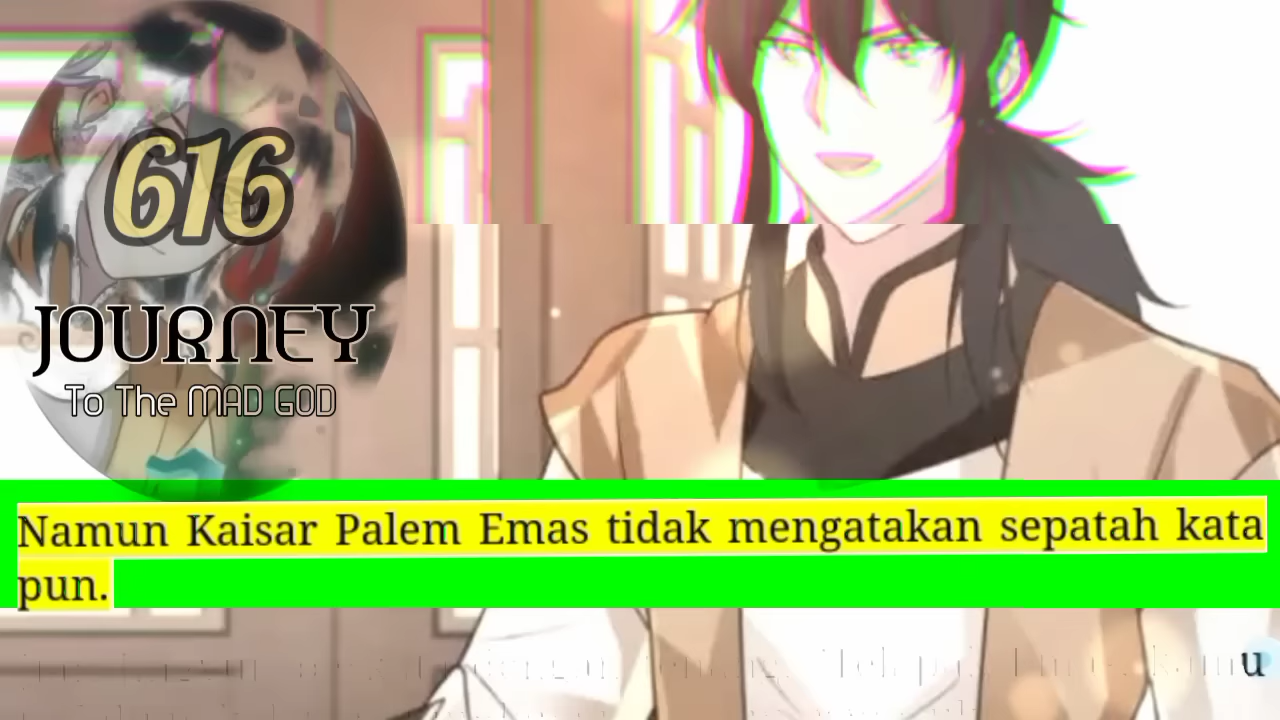 616
JOURNEY
To The MAD GOD
Namun Kaisar Palem Emas tidak mengatakan sepatah kata
pun.
u